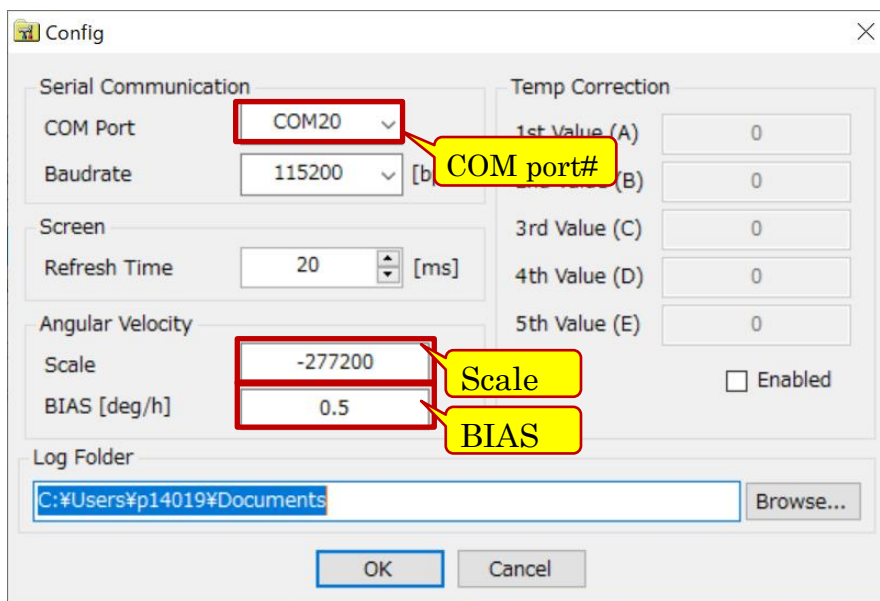 Config
Serial Communication
COM Port
COM20
COM port#
Baudrate
115200
[b
Screen
Refresh Time
20
[ms]
Angular Velocity
Scale
-277200
Scale
BIAS [deg/h]
0.5
BIAS
Temp Correction
1st Value (A)
0
(B)
0
3rd Value (C)
0
4th Value (D)
0
5th Value (E)
0
Enabled
Log Folder
C:¥Users¥p14019¥Documents
Browse...
OK
Cancel